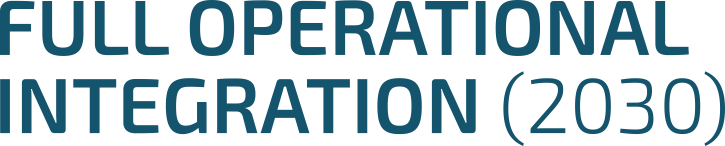 FULL OPERATIONAL
INTEGRATION (2030)